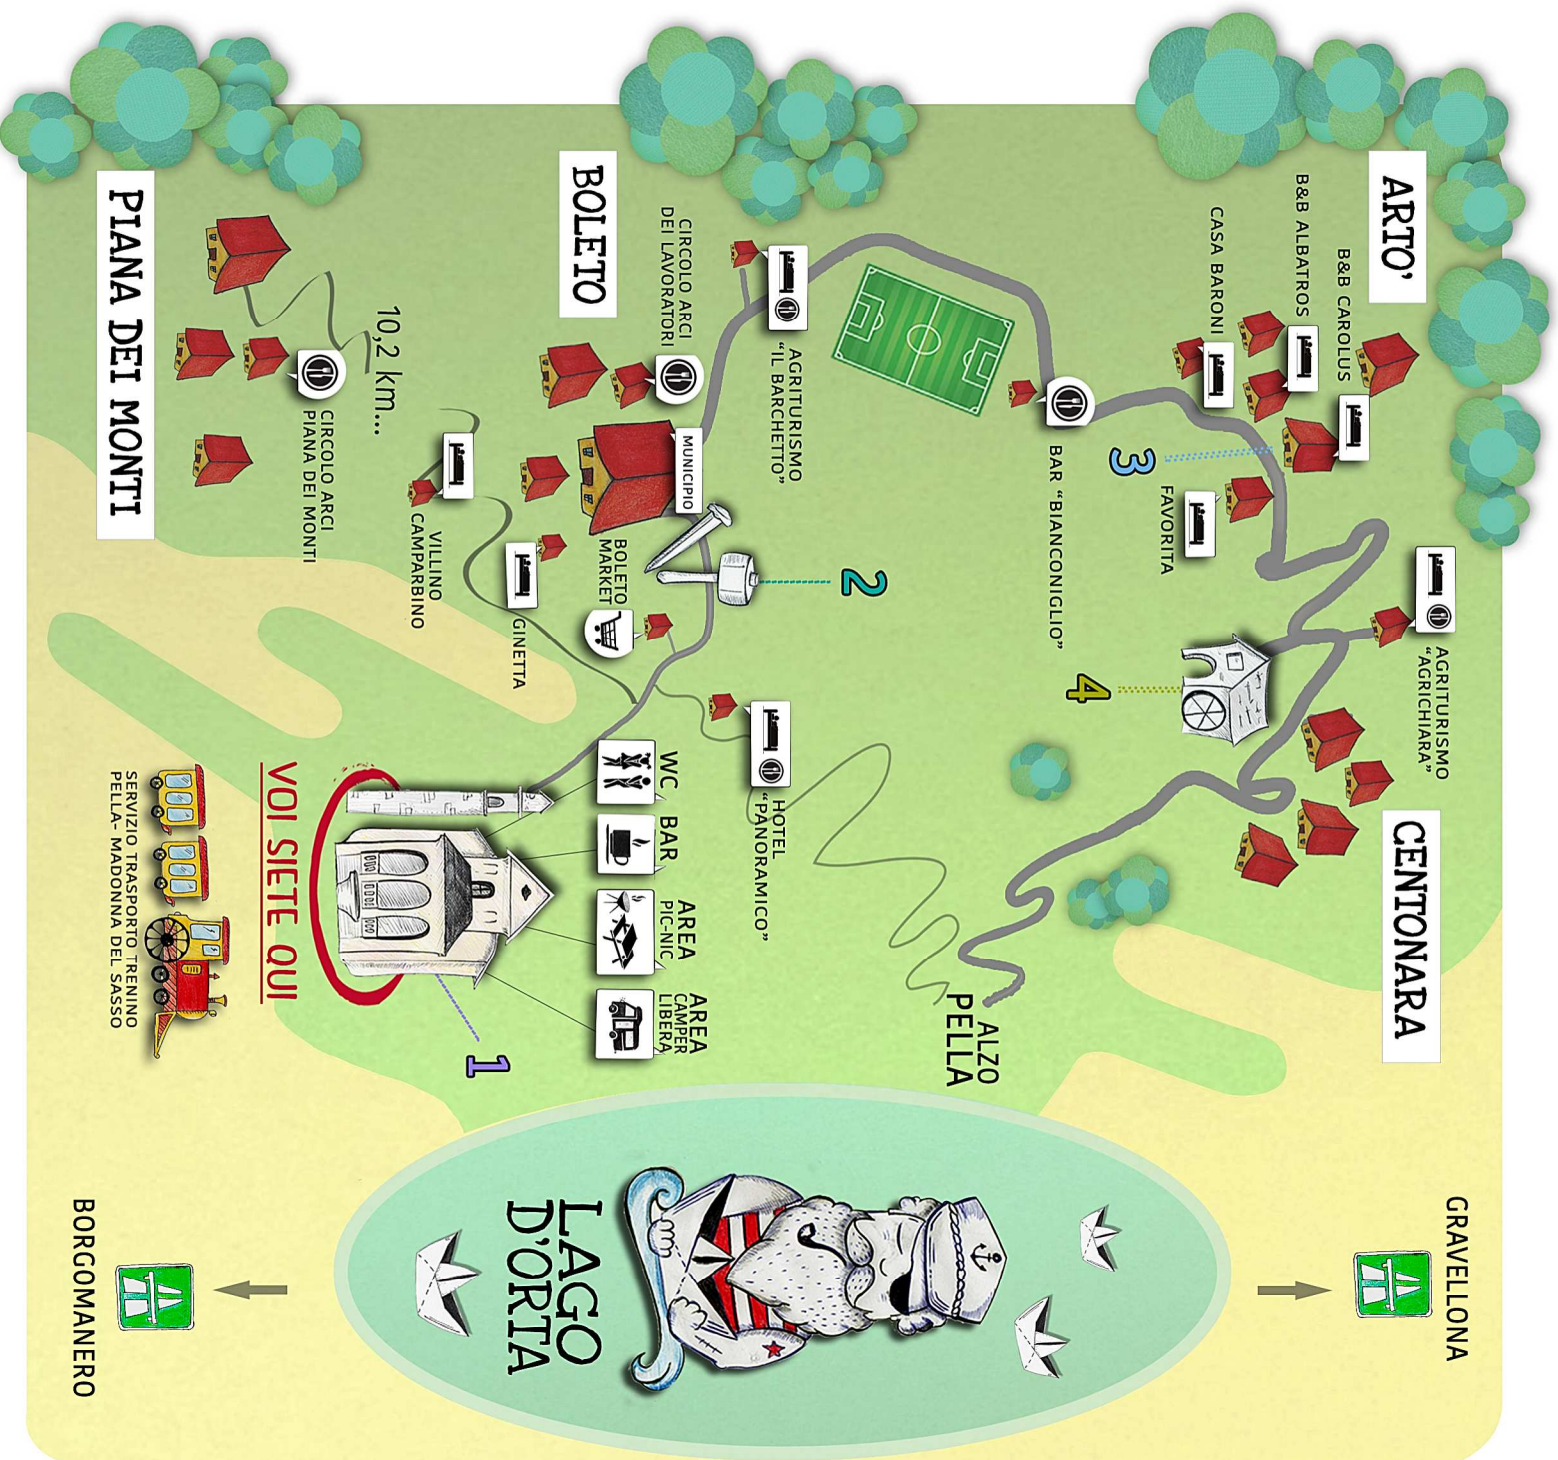 ARTO'
B&B CAROLUS
B&B ALBATROS
CASA BARONI
FAVORITA
3
AGRITURISMO
“AGRICHIARA”
CENTONARA
4
GRAVELLONA
BAR “BIANCONIGLIO”
AGRITURISMO
“IL BARCHETTO”
ALZO
PELLA
2
HOTEL
“PANORAMICO”
BOLETO
CIRCOLO ARCI
DEI LAVORATORI
MUNICIPIO
BOLETO
MARKET
GINETTA
VILLINO
CAMPARBINO
WC
BAR
AREA
PIC-NIC
AREA
CAMPER
LIBERA
1
LAGO
D'ORTA
10,2 km...
CIRCOLO ARCI
PIANA DEI MONTI
VOI SIETE QUI
PIANA DEI MONTI
SERVIZIO TRASPORTO TRENINO
PELLA- MADONNA DEL SASSO
BORGOMANERO